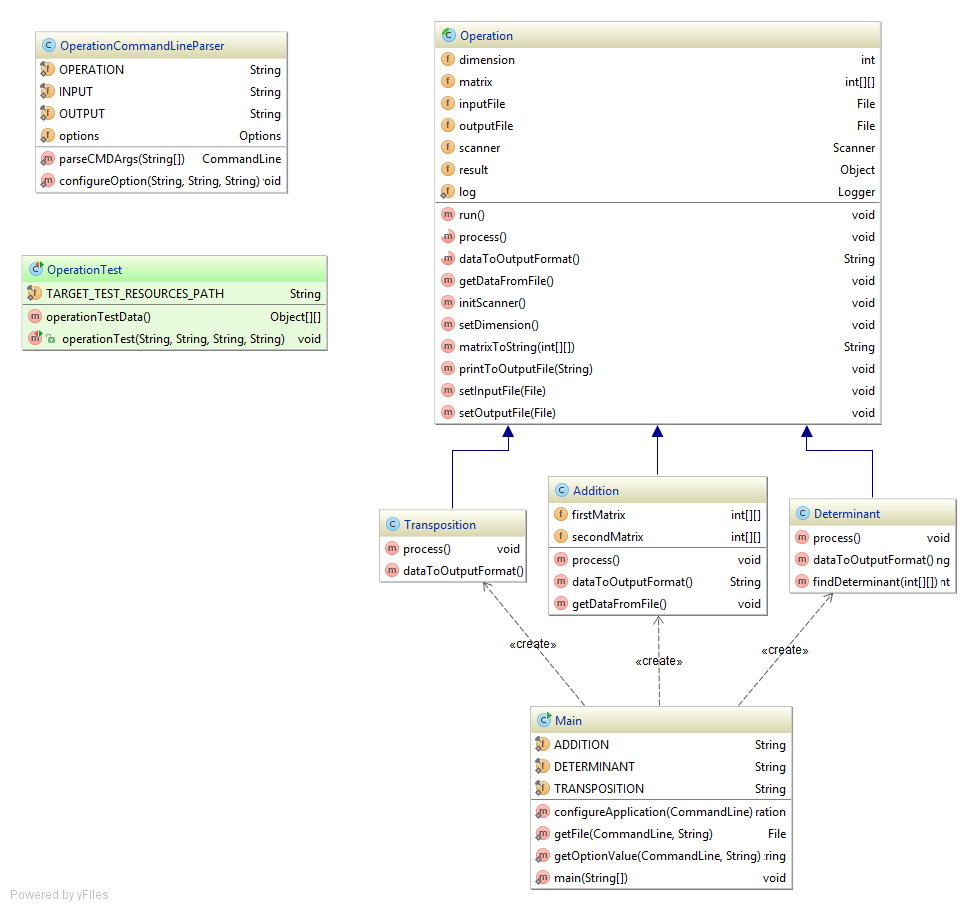 OperationCommandLineParser
OPERATION String
INPUT String
OUTPUT String
options Options
parseCMDArgs(String[]) CommandLine
configureOption(String, String, String) void
OperationTest
TARGET_TEST_RESOURCES_PATH String
operationTestData() Object[][]
operationTest(String, String, String, String) void
Operation
dimension int
matrix int[][]
inputFile File
outputFile File
scanner Scanner
result Object
log Logger
run() void
process() void
dataToOutputFormat() String
getDataFromFile() void
initScanner() void
setDimension() void
matrixToString(int[][]) String
printToOutputFile(String) void
setInputFile(File) void
setOutputFile(File) void
Transposition
process() void
dataToOutputFormat()
Addition
firstMatrix int[][]
secondMatrix int[][]
process() void
dataToOutputFormat() String
getDataFromFile() void
Determinant
process() void
dataToOutputFormat() ng
findDeterminant(int[][]) nt
«create»
«create»
«create»
Main
ADDITION String
DETERMINANT String
TRANSPOSITION String
configureApplication(CommandLine) ration
getFile(CommandLine, String) File
getOptionValue(CommandLine, String) ring
main(String[]) void
Powered by yFiles